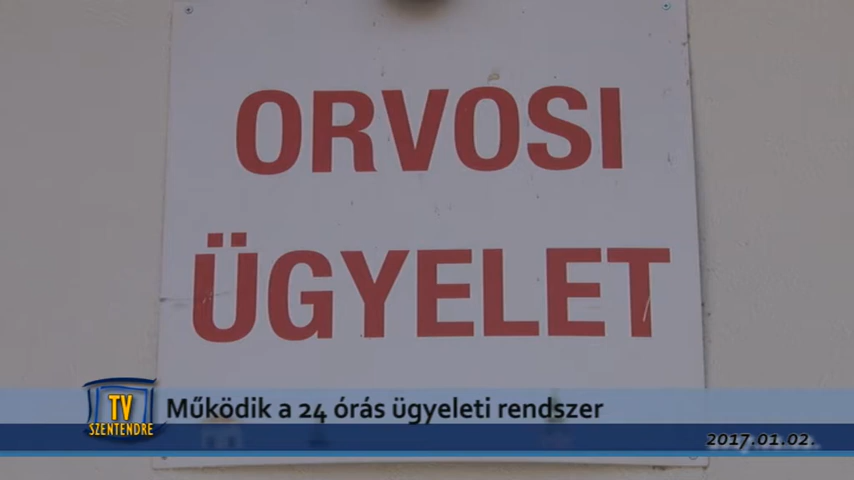 ORVOSI
ÜGYELET
TV
SZENTENDRE
Működik a 24 órás ügyeleti rendszer
2017.01.02.